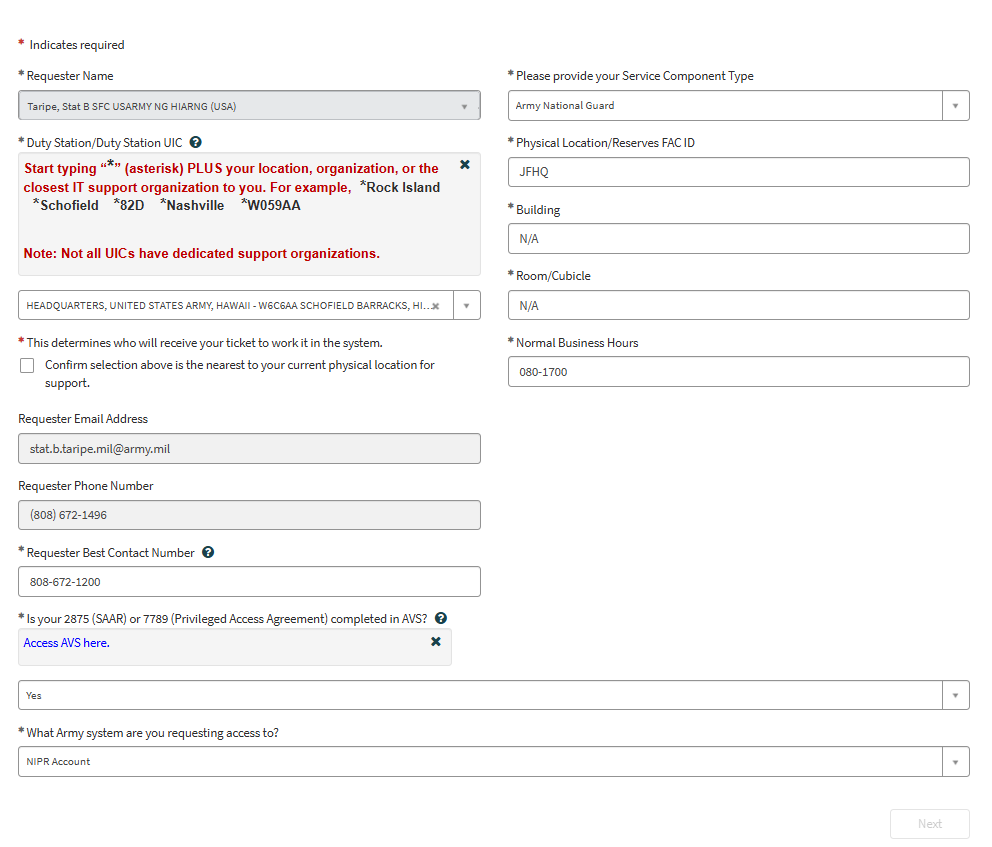 * Indicates required
* Requester Name
Taripe, Stat B SFC USARMY NG HIARNG (USA)
* Duty Station/Duty Station UIC ?
Start typing “*” (asterisk) PLUS your location, organization, or the
closest IT support organization to you. For example, *Rock Island
*Schofield *82D *Nashville *W059AA
Note: Not all UICs have dedicated support organizations.
HEADQUARTERS, UNITED STATES ARMY, HAWAII - W6C6AA SCHOFIELD BARRACKS, HI...
* This determines who will receive your ticket to work it in the system.
Confirm selection above is the nearest to your current physical location for
support.
Requester Email Address
stat.b.taripe.mil@army.mil
Requester Phone Number
(808) 672-1496
* Requester Best Contact Number ?
808-672-1200
* Is your 2875 (SAAR) or 7789 (Privileged Access Agreement) completed in AVS? ?
Access AVS here.
Yes
* What Army system are you requesting access to?
NIPR Account
* Please provide your Service Component Type
Army National Guard
* Physical Location/Reserves FAC ID
JFHQ
* Building
N/A
* Room/Cubicle
N/A
* Normal Business Hours
080-1700
Next